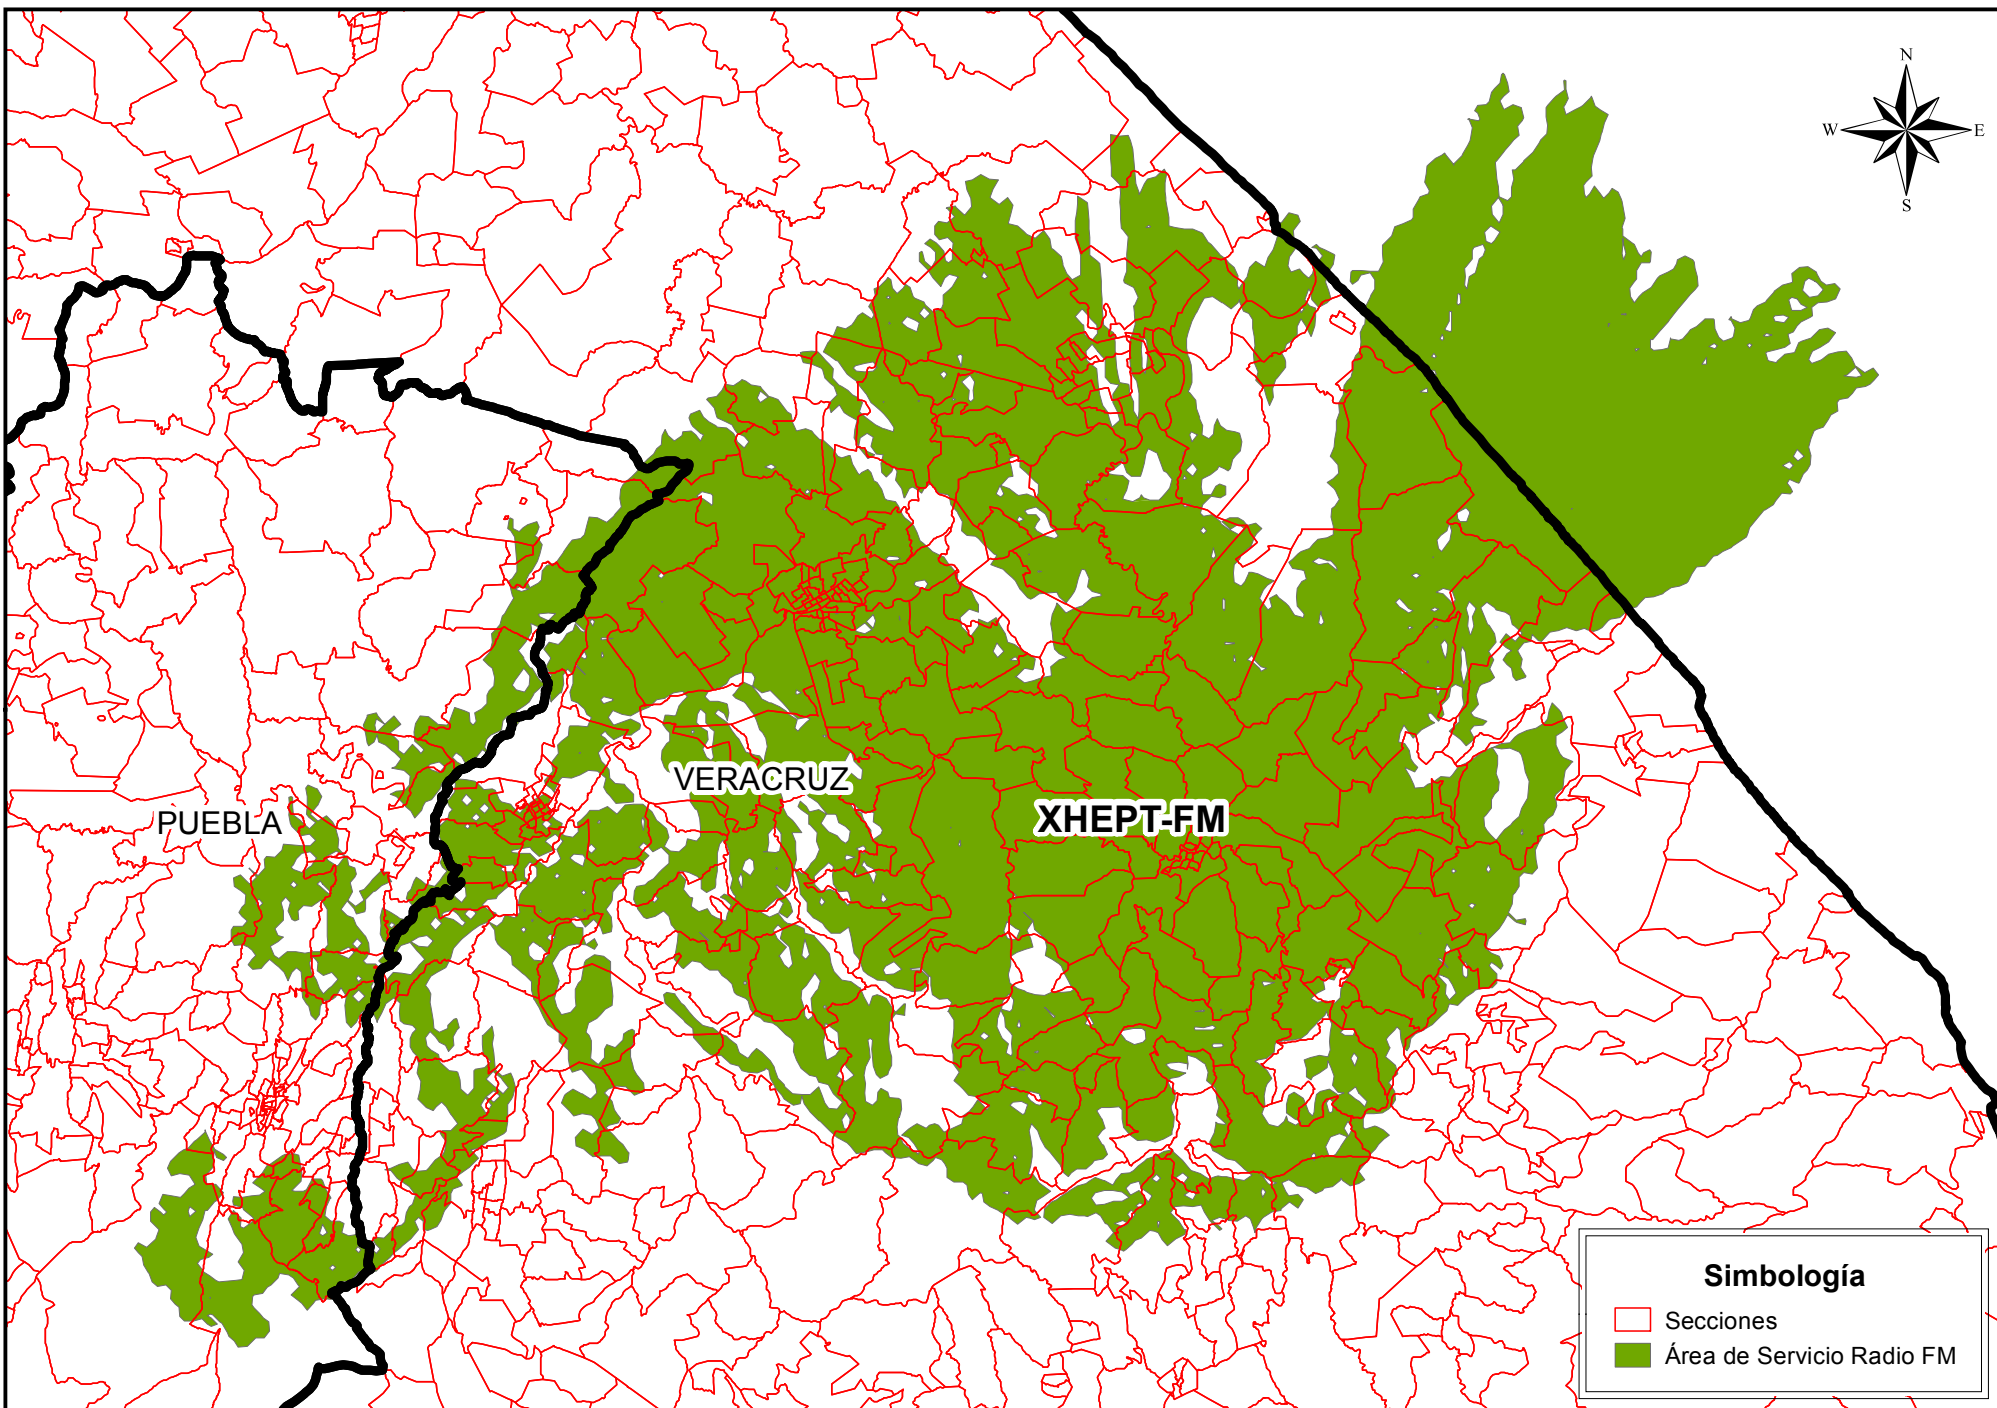 N
W E
S
VERACRUZ
PUEBLA
XHEPT-FM
Simbología
Secciones
Área de Servicio Radio FM